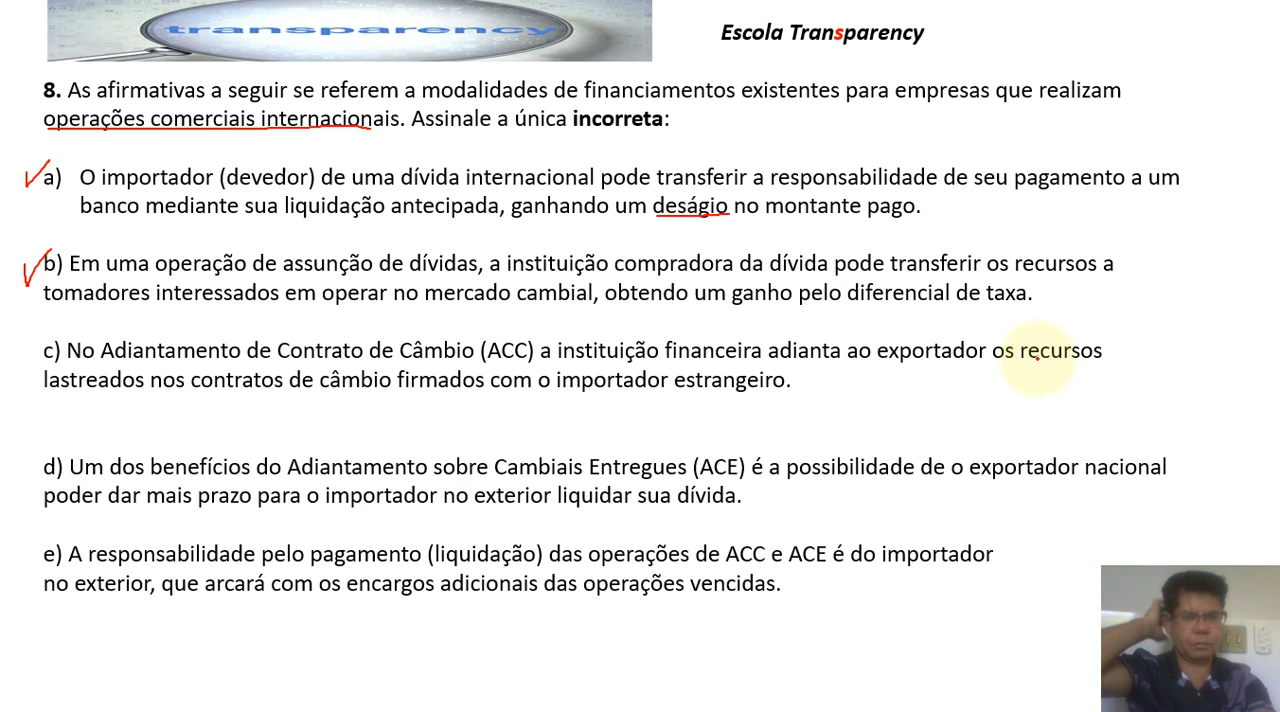 transparency
Escola Transparency
8. As afirmativas a seguir se referem a modalidades de financiamentos existentes para empresas que realizam
operações comerciais internacionais. Assinale a única incorreta:
a) O importador (devedor) de uma dívida internacional pode transferir a responsabilidade de seu pagamento a um
banco mediante sua liquidação antecipada, ganhando um deságio no montante pago.
b) Em uma operação de assunção de dívidas, a instituição compradora da dívida pode transferir os recursos a
tomadores interessados em operar no mercado cambial, obtendo um ganho pelo diferencial de taxa.
c) No Adiantamento de Contrato de Câmbio (ACC) a instituição financeira adianta ao exportador os recursos
lastreados nos contratos de câmbio firmados com o importador estrangeiro.
d) Um dos benefícios do Adiantamento sobre Cambiais Entregues (ACE) é a possibilidade de o exportador nacional
poder dar mais prazo para o importador no exterior liquidar sua dívida.
e) A responsabilidade pelo pagamento (liquidação) das operações de ACC e ACE é do importador
no exterior, que arcará com os encargos adicionais das operações vencidas.